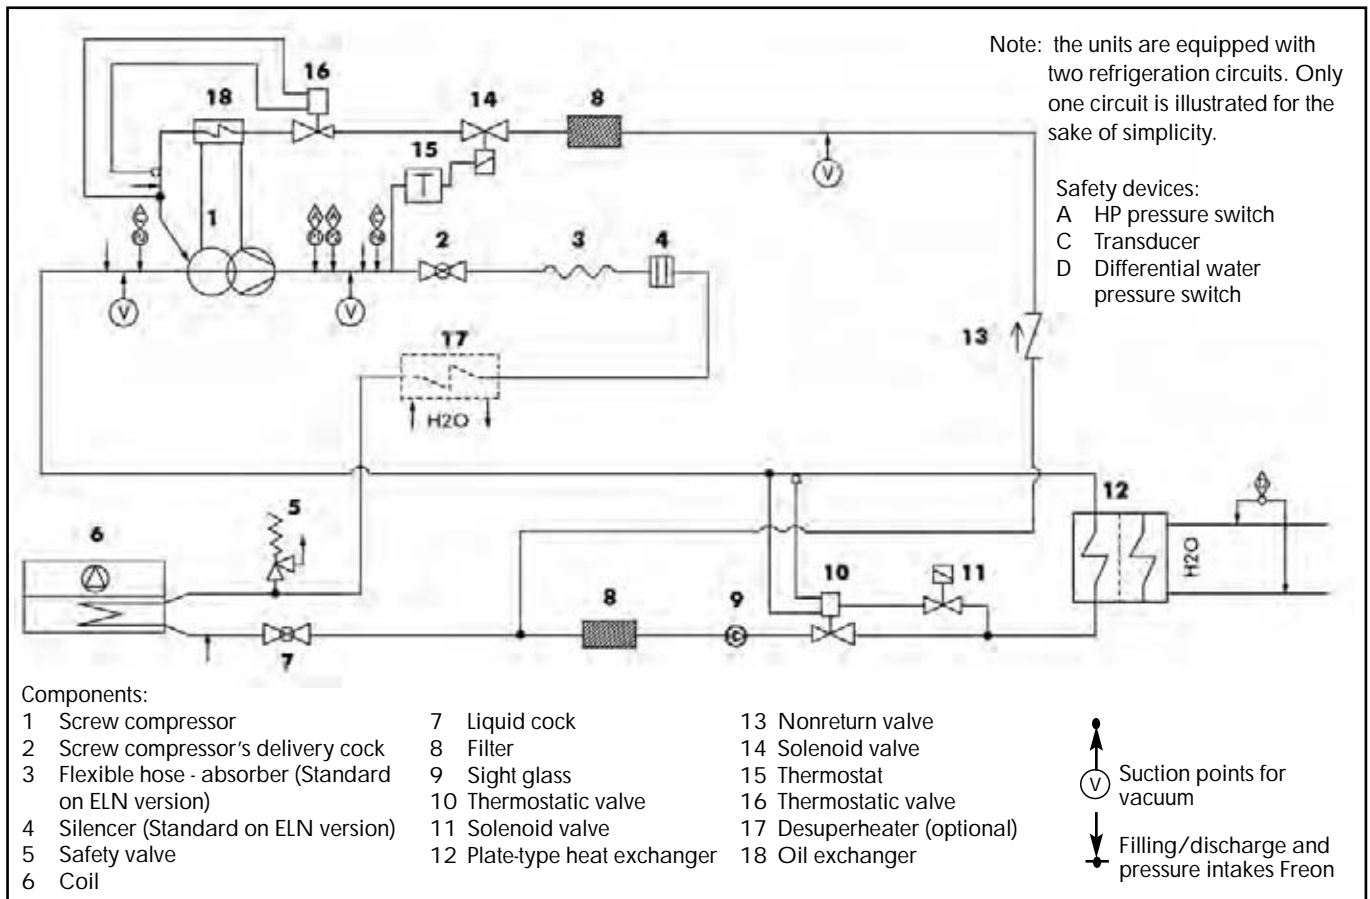 Note: the units are equipped with
two refrigeration circuits. Only
one circuit is illustrated for the
sake of simplicity.
16
18
14
8
15
T
V
Safety devices:
A HP pressure switch
C Transducer
D Differential water
pressure switch
1
2
3
4
V
V
13
17
H2O
12
5
6
10
11
H2O
8
9
C
7
Components:
1 Screw compressor
2 Screw compressor's delivery cock
3 Flexible hose - absorber (Standard
on ELN version)
4 Silencer (Standard on ELN version)
5 Safety valve
6 Coil
7 Liquid cock
8 Filter
9 Sight glass
10 Thermostatic valve
11 Solenoid valve
12 Plate-type heat exchanger
13 Nonreturn valve
14 Solenoid valve
15 Thermostat
16 Thermostatic valve
17 Desuperheater (optional)
18 Oil exchanger
V
Suction points for
vacuum
Filling/discharge and
pressure intakes Freon